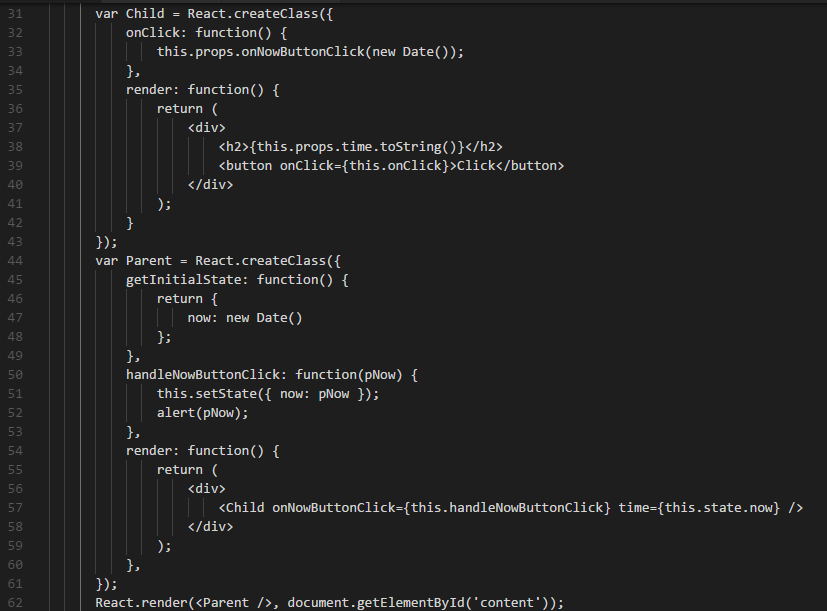 31 var Child = React.createClass({
32 onClick: function() {
33 this.props.onNowButtonClick(new Date());
34 },
35 render: function() {
36 return (
37 <div>
38 <h2>{this.props.time.toString()}</h2>
39 <button onClick={this.onClick}>Click</button>
40 </div>
41 );
42 }
43 });
44 var Parent = React.createClass({
45 getInitialState: function() {
46 return {
47 now: new Date()
48 };
49 },
50 handleNowButtonClick: function(pNow) {
51 this.setState({ now: pNow });
52 alert(pNow);
53 },
54 render: function() {
55 return (
56 <div>
57 <Child onNowButtonClick={this.handleNowButtonClick} time={this.state.now} />
58 </div>
59 );
60 },
61 });
62 React.render(<Parent />, document.getElementById('content'));